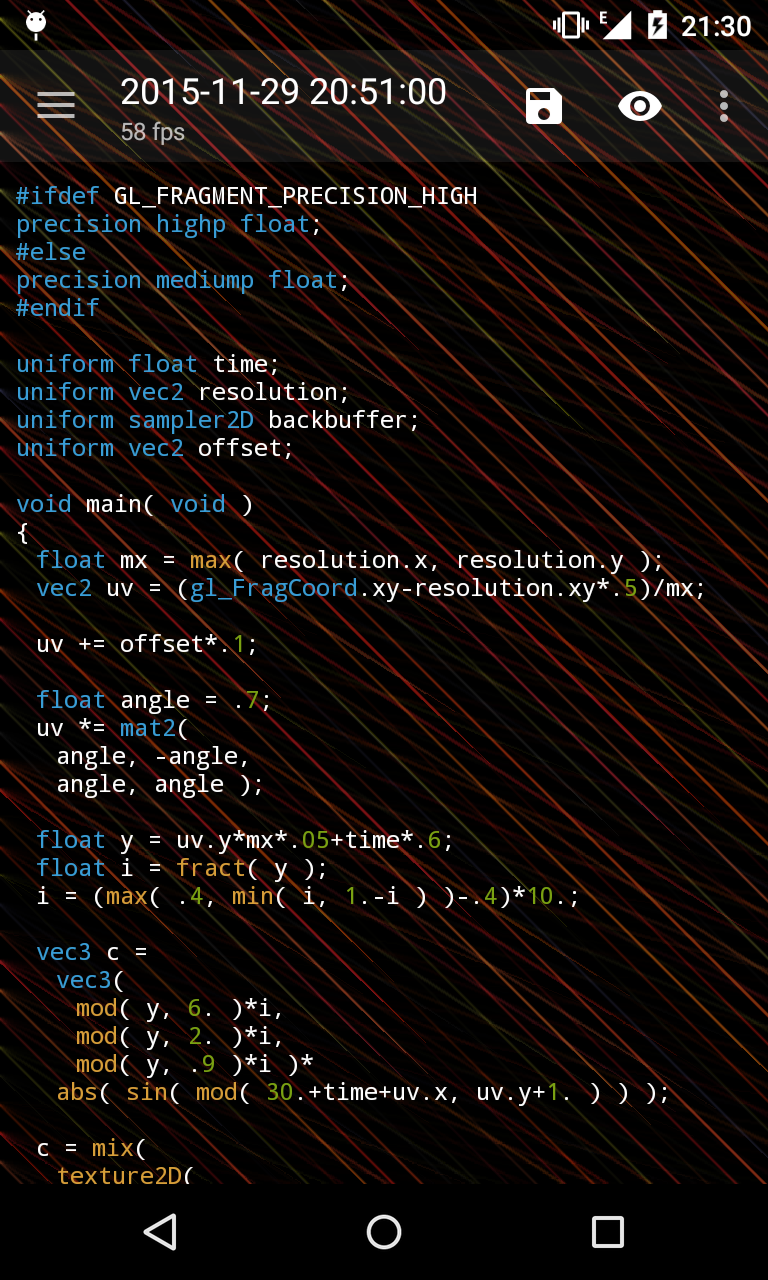 E 21:30
2015-11-29 20:51:00
58 fps
#ifdef GL_FRAGMENT_PRECISION_HIGH
precision highp float;
#else
precision mediump float;
#endif
uniform float time;
uniform vec2 resolution;
uniform sampler2D backbuffer;
uniform vec2 offset;
void main( void )
{
float mx = max( resolution.x, resolution.y );
vec2 uv = (gl_FragCoord.xy-resolution.xy*.5)/mx;
uv += offset*.1;
float angle = .7;
uv *= mat2(
angle, -angle,
angle, angle );
float y = uv.y*mx*.05+time*.6;
float i = fract( y );
i = (max( .4, min( i, 1.-i ) )-.4)*10.;
vec3 c =
vec3(
mod( y, 6. )*i,
mod( y, 2. )*i,
mod( y, .9 )*i )*
abs( sin( mod( 30.+time+uv.x, uv.y+1. ) ) );
c = mix(
texture2D(